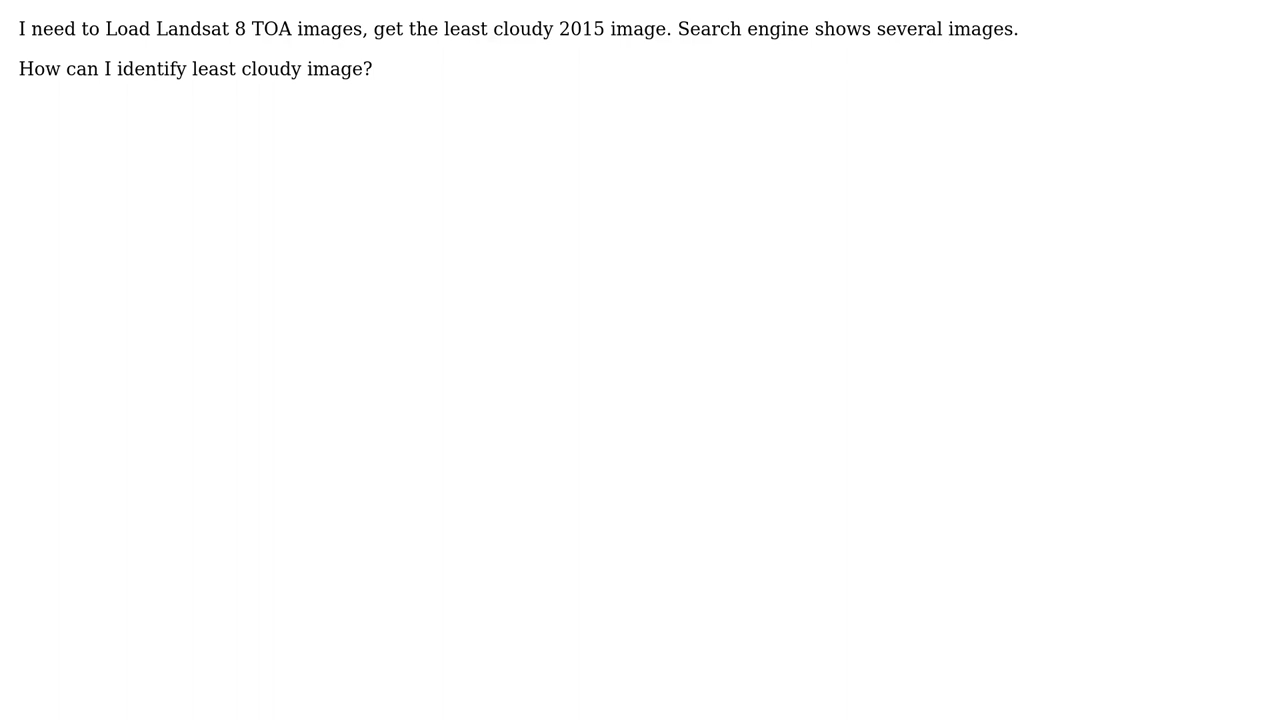 I need to Load Landsat 8 TOA images, get the least cloudy 2015 image. Search engine shows several images.
How can I identify least cloudy image?